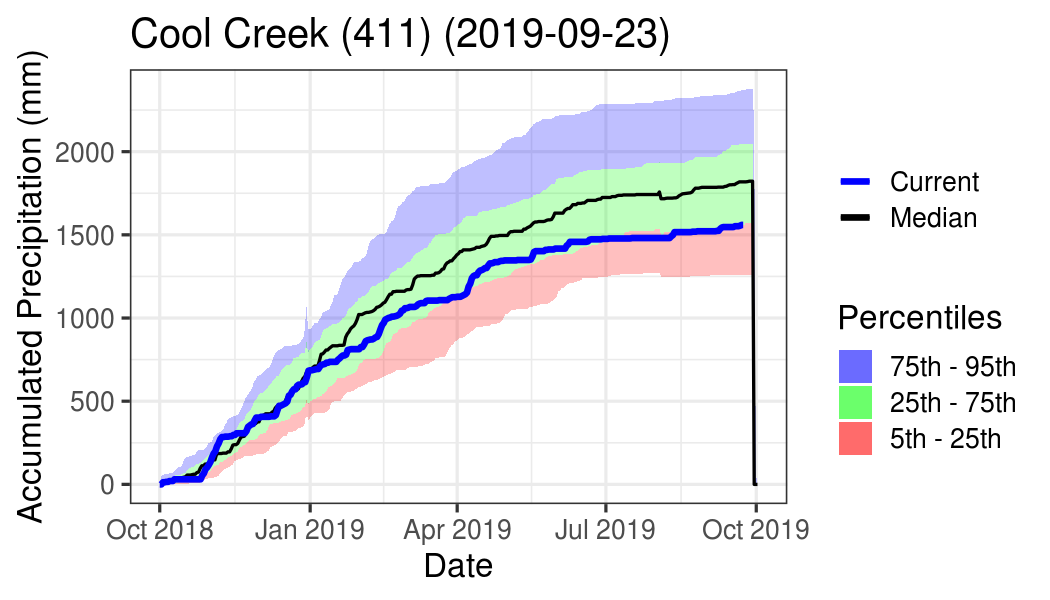 Cool Creek (411) (2019-09-23)
Accumulated Precipitation (mm)
2000
1500
1000
500
0
Oct 2018
Jan 2019
Apr 2019
Jul 2019
Oct 2019
Date
Current
Median
Percentiles
75th - 95th
25th - 75th
5th - 25th